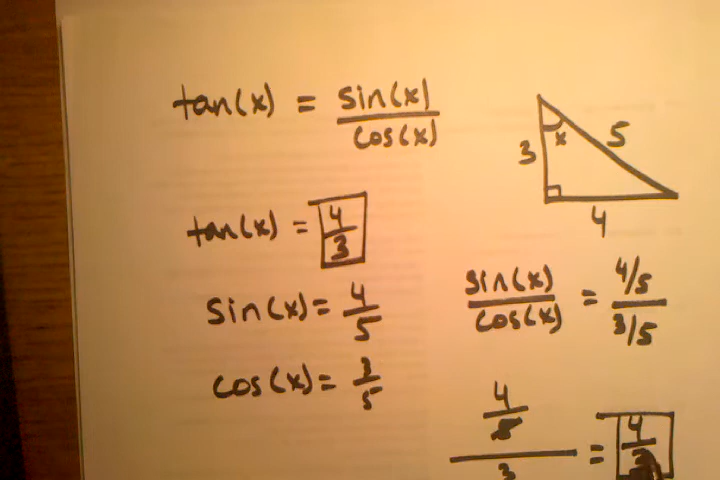 tan(x) = sin(x)/cos(x)
x
3
5
4
tan(x) = 4/3
sin(x) = 4/5
cos(x) = 3/5
sin(x)/cos(x) = 4/5 / 3/5
4/5 / 3 = 4/3